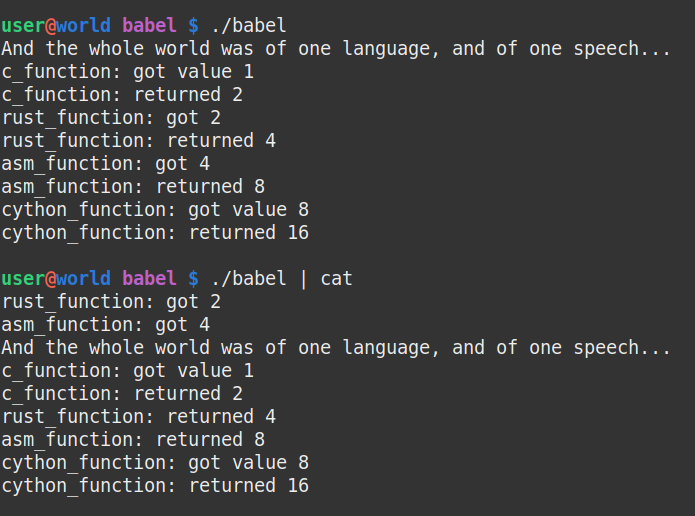 user@world babel $ ./babel
And the whole world was of one language, and of one speech...
c_function: got value 1
c_function: returned 2
rust_function: got 2
rust_function: returned 4
asm_function: got 4
asm_function: returned 8
cython_function: got value 8
cython_function: returned 16
user@world babel $ ./babel | cat
rust_function: got 2
asm_function: got 4
And the whole world was of one language, and of one speech...
c_function: got value 1
c_function: returned 2
rust_function: returned 4
asm_function: returned 8
cython_function: got value 8
cython_function: returned 16